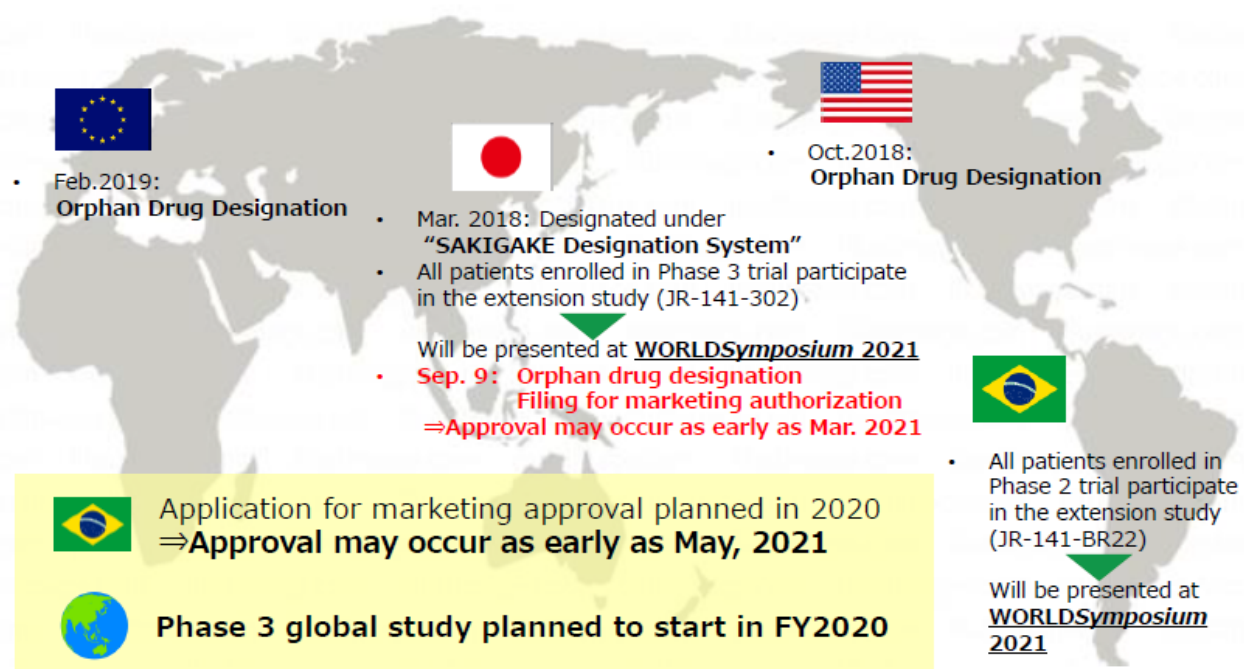 • Feb.2019:
Orphan Drug Designation
• Mar. 2018: Designated under
“SAKIGAKE Designation System”
• All patients enrolled in Phase 3 trial participate
in the extension study (JR-141-302)
Will be presented at WORLDSymposium 2021
• Sep. 9: Orphan drug designation
Filing for marketing authorization
⇒Approval may occur as early as Mar. 2021
• Oct.2018:
Orphan Drug Designation
• All patients enrolled in
Phase 2 trial participate
in the extension study
(JR-141-BR22)
Will be presented at
WORLDSymposium
2021
Application for marketing approval planned in 2020
⇒Approval may occur as early as May, 2021
Phase 3 global study planned to start in FY2020